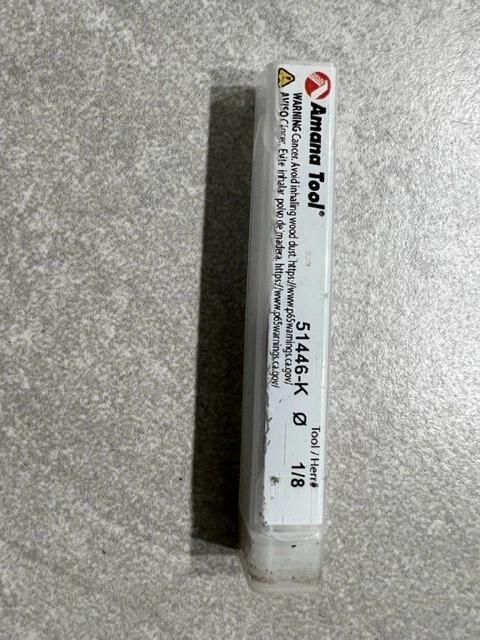 Amana Tool®
WARNING Cancer. Avoid inhaling wood dust. https://www.p65warnings.ca.gov/
AVISO Cáncer. Evite inhalar polvo de madera. https://www.p65warnings.ca.gov/
Tool / Herr#
51446-K Ø 1/8